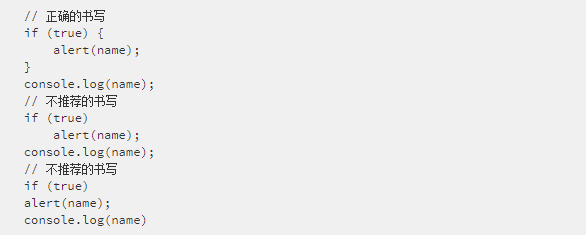 // 正确的书写
if (true) {
    alert(name);
}
console.log(name);
// 不推荐的书写
if (true)
    alert(name);
console.log(name);
// 不推荐的书写
if (true)
alert(name);
console.log(name)